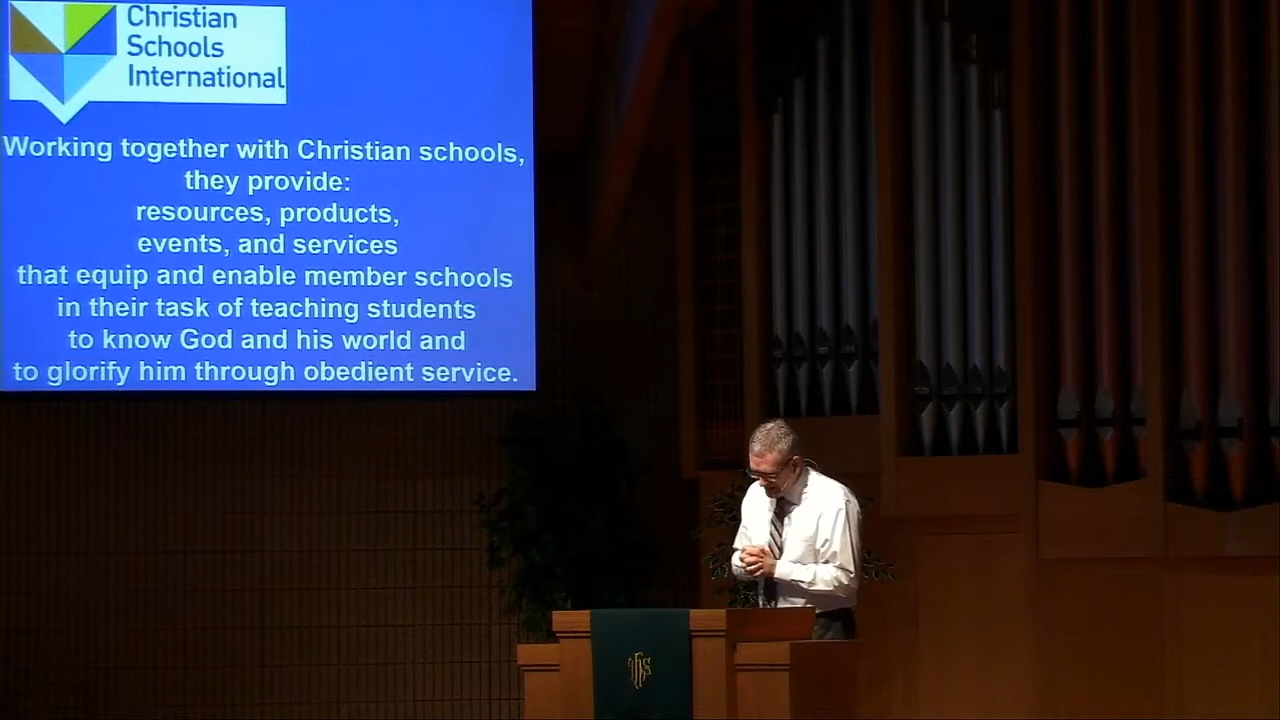 Christian
Schools
International
Working together with Christian schools,
they provide:
resources, products,
events, and services
that equip and enable member schools
in their task of teaching students
to know God and his world and
to glorify him through obedient service.
IHS